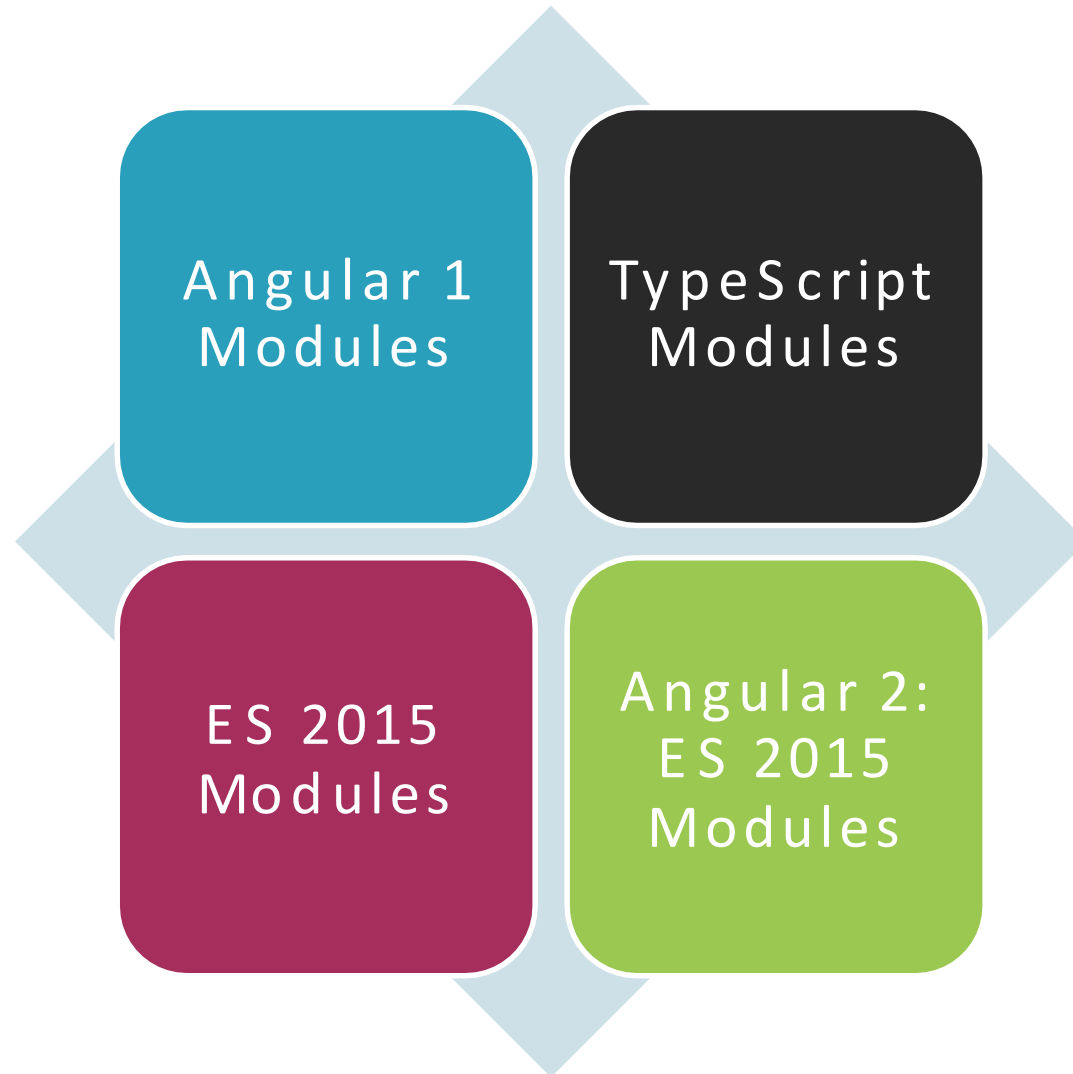 Angular 1
Modules
TypeScript
Modules
ES 2015
Modules
Angular 2:
ES 2015
Modules